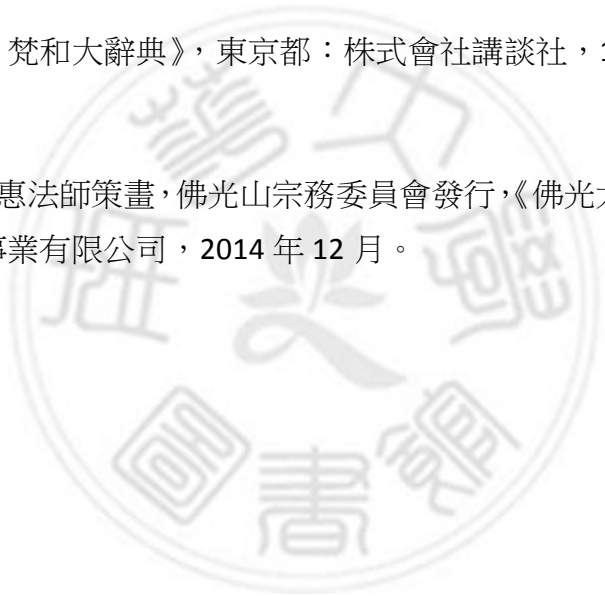 梵和大辭典》，東京都：株式會社講談社，1
惠法師策畫，佛光山宗務委員會發行，《佛光大
事業有限公司，2014 年 12 月。